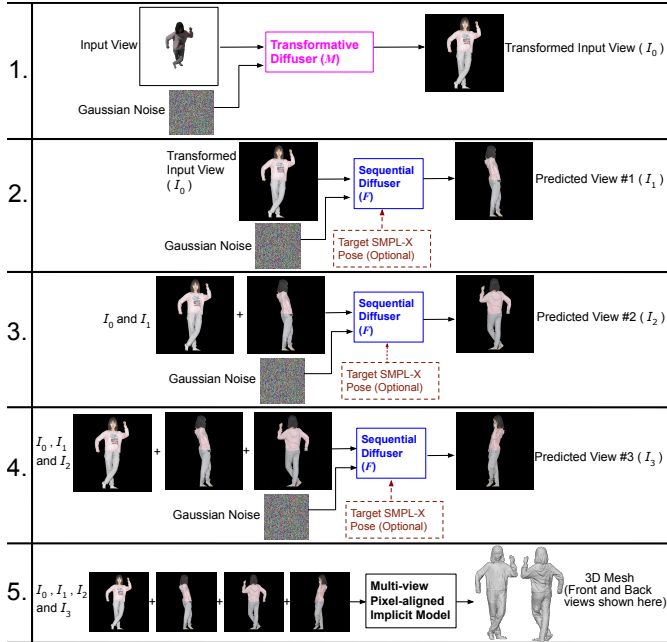 1.
Input View
Transformative
Diffuser (M)
Transformed Input View ( I0 )
Gaussian Noise
2.
Transformed
Input View
( I0 )
Sequential
Diffuser
(F)
Predicted View #1 ( I1 )
Gaussian Noise
Target SMPL-X
Pose (Optional)
3.
I0 and I1
+
Sequential
Diffuser
(F)
Predicted View #2 ( I2 )
Gaussian Noise
Target SMPL-X
Pose (Optional)
4.
I0 , I1
and I2
+
+
Sequential
Diffuser
(F)
Predicted View #3 ( I3 )
Gaussian Noise
Target SMPL-X
Pose (Optional)
5.
I0 , I1 , I2
and I3
+
+
+
Multi-view
Pixel-aligned
Implicit Model
3D Mesh
(Front and Back
views shown here)